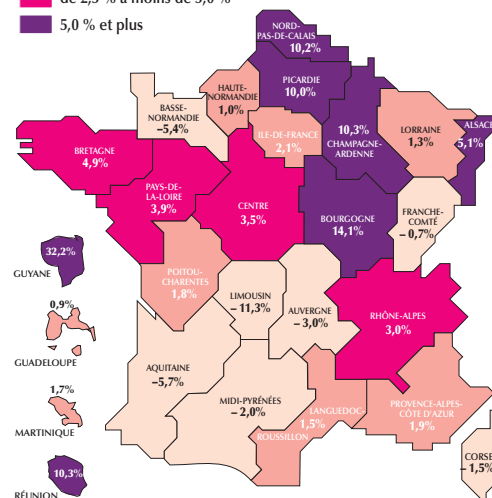 de 2,5 % à moins de 5,0 %
5,0 % et plus
NORD-
PAS-DE-CALAIS
10,2%
PICARDIE
10,0%
HAUTE-
NORMANDIE
1,0%
BASSE-
NORMANDIE
–5,4%
ILE-DE-FRANCE
2,1%
10,3%
CHAMPAGNE-
ARDENNE
LORRAINE
1,3%
ALSACE
5,1%
BRETAGNE
4,9%
PAYS-DE-
LA-LOIRE
3,9%
CENTRE
3,5%
BOURGOGNE
14,1%
FRANCHE-
COMTÉ
– 0,7%
32,2%
GUYANE
POITOU-
CHARENTES
1,8%
LIMOUSIN
– 11,3%
AUVERGNE
– 3,0%
RHÔNE-ALPES
3,0%
0,9%
GUADELOUPE
AQUITAINE
–5,7%
MIDI-PYRÉNÉES
– 2,0%
LANGUEDOC-
1,5%
ROUSSILLON
PROVENCE-ALPES-
CÔTE D'AZUR
1,9%
1,7%
MARTINIQUE
CORSE
– 1,5%
10,3%
RÉUNION